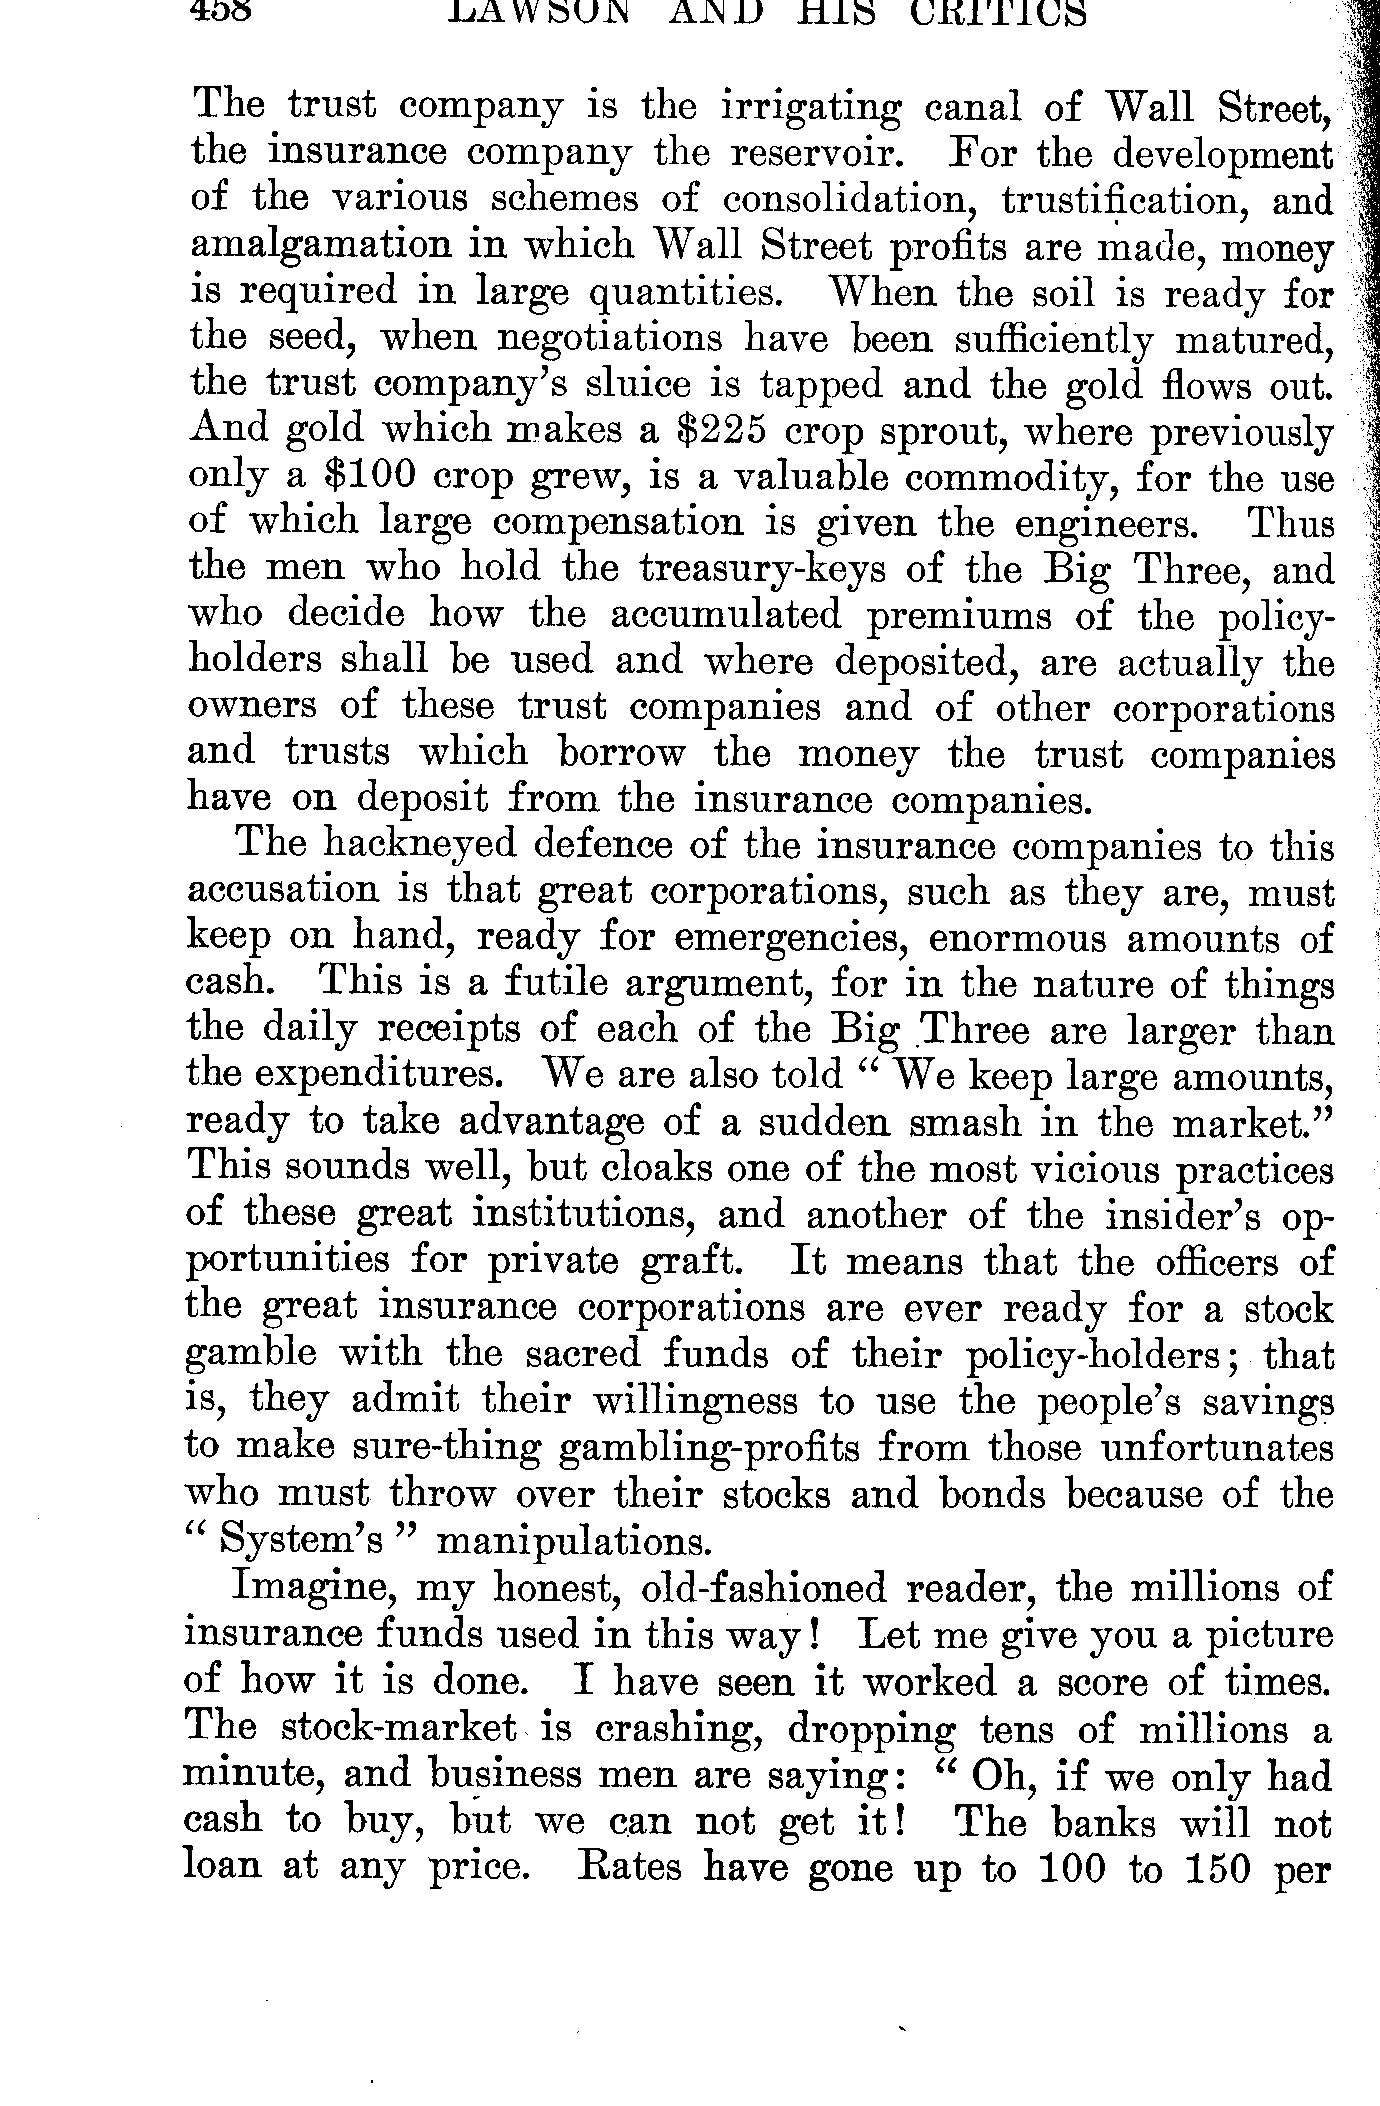 458 LAWSON AND HIS CRITICS
The trust company is the irrigating canal of Wall Street,
the insurance company the reservoir. For the development
of the various schemes of consolidation, trustification, and
amalgamation in which Wall Street profits are made, money
is required in large quantities. When the soil is ready for
the seed, when negotiations have been sufficiently matured,
the trust company's sluice is tapped and the gold flows out.
And gold which makes a $225 crop sprout, where previously
only a $100 crop grew, is a valuable commodity, for the use
of which large compensation is given the engineers. Thus
the men who hold the treasury-keys of the Big Three, and
who decide how the accumulated premiums of the policy-
holders shall be used and where deposited, are actually the
owners of these trust companies and of other corporations
and trusts which borrow the money the trust companies
have on deposit from the insurance companies.
The hackneyed defence of the insurance companies to this
accusation is that great corporations, such as they are, must
keep on hand, ready for emergencies, enormous amounts of
cash. This is a futile argument, for in the nature of things
the daily receipts of each of the Big Three are larger than
the expenditures. We are also told "We keep large amounts,
ready to take advantage of a sudden smash in the market."
This sounds well, but cloaks one of the most vicious practices
of these great institutions, and another of the insider's op-
portunities for private graft. It means that the officers of
the great insurance corporations are ever ready for a stock
gamble with the sacred funds of their policy-holders; that
is, they admit their willingness to use the people's savings
to make sure-thing gambling-profits from those unfortunates
who must throw over their stocks and bonds because of the
"System's" manipulations.
Imagine, my honest, old-fashioned reader, the millions of
insurance funds used in this way! Let me give you a picture
of how it is done. I have seen it worked a score of times.
The stock-market is crashing, dropping tens of millions a
minute, and business men are saying: "Oh, if we only had
cash to buy, but we can not get it! The banks will not
loan at any price. Rates have gone up to 100 to 150 per